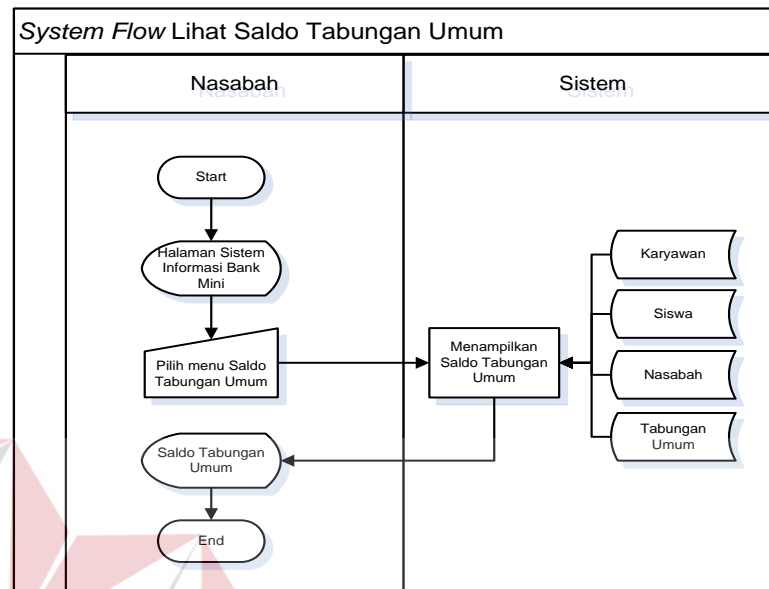 System Flow Lihat Saldo Tabungan Umum
Nasabah
Sistem
Start
Halaman Sistem
Informasi Bank
Mini
Pilih menu Saldo
Tabungan Umum
Menampilkan
Saldo Tabungan
Umum
Karyawan
Siswa
Nasabah
Tabungan
Umum
Saldo Tabungan
Umum
End